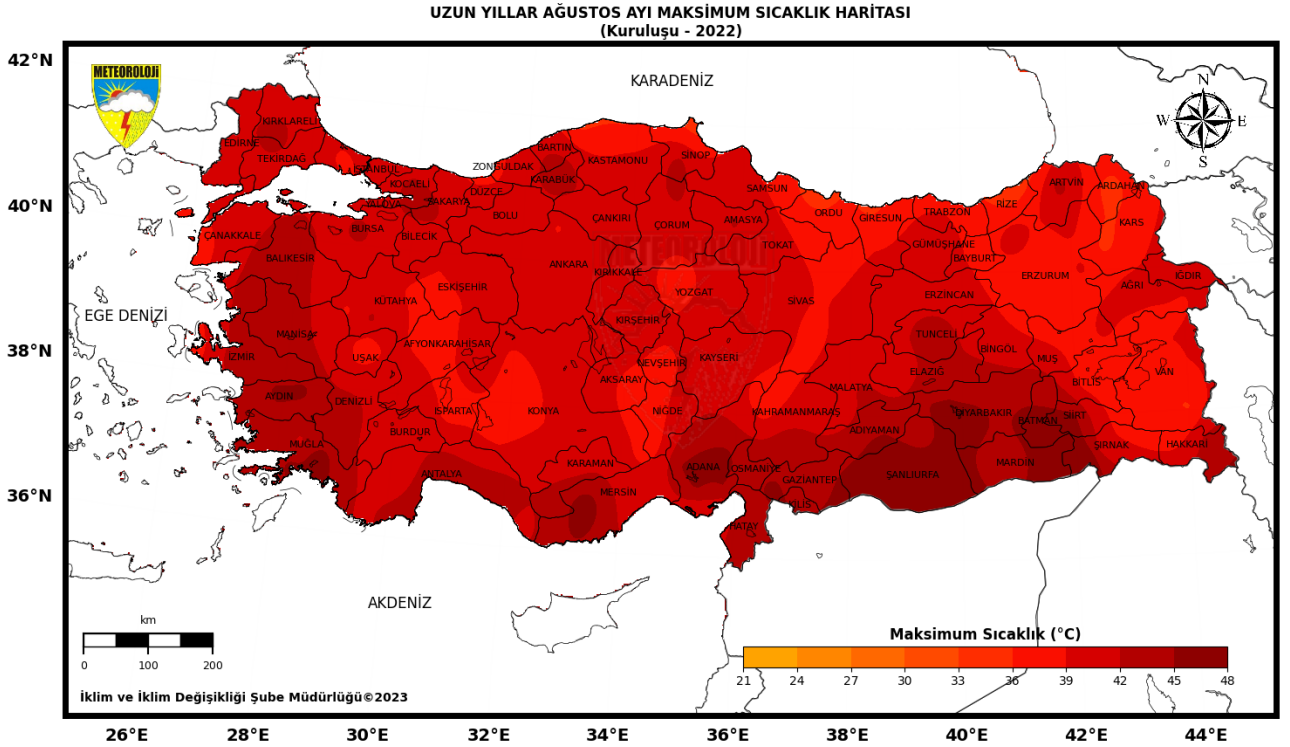 UZUN YILLAR AĞUSTOS AYI MAKSİMUM SICAKLIK HARİTASI
(Kuruluşu - 2022)
42°N
40°N
38°N
36°N
METEOROLOJİ
KARADENİZ
N
W E
S
KIRKLARELİ
EDİRNE
TEKİRDAĞ
İSTANBUL
KOCAELİ
YALOVA
SAKARYA
DÜZCE
ZONGULDAK
BARTIN
KARABÜK
KASTAMONU
SİNOP
SAMSUN
ORDU
GİRESUN
TRABZON
RİZE
ARTVİN
ARDAHAN
KARS
ÇANAKKALE
BURSA
BİLECİK
BOLU
ÇANKIRI
ÇORUM
AMASYA
TOKAT
GÜMÜŞHANE
BAYBURT
ERZURUM
IĞDIR
AĞRI
BALIKESİR
ANKARA
KIRIKKALE
METEOROLOJİ
ESKİŞEHİR
KÜTAHYA
YOZGAT
SİVAS
ERZİNCAN
EGE DENİZİ
MANİSA
AFYONKARAHİSAR
KIRŞEHİR
TUNCELİ
BİNGÖL
MUŞ
İZMİR
UŞAK
NEVŞEHİR
KAYSERİ
ELAZIĞ
BİTLİS
VAN
AKSARAY
MALATYA
AYDIN
DENİZLİ
ISPARTA
KONYA
NİĞDE
KAHRAMANMARAŞ
DİYARBAKIR
BATMAN
SİİRT
BURDUR
ADIYAMAN
MUĞLA
ŞIRNAK
HAKKARİ
ANTALYA
KARAMAN
ADANA
OSMANİYE
GAZİANTEP
ŞANLIURFA
MARDİN
MERSİN
KİLİS
HATAY
AKDENİZ
km
0 100 200
Maksimum Sıcaklık (°C)
21 24 27 30 33 36 39 42 45 48
İklim ve İklim Değişikliği Şube Müdürlüğü©2023
26°E 28°E 30°E 32°E 34°E 36°E 38°E 40°E 42°E 44°E